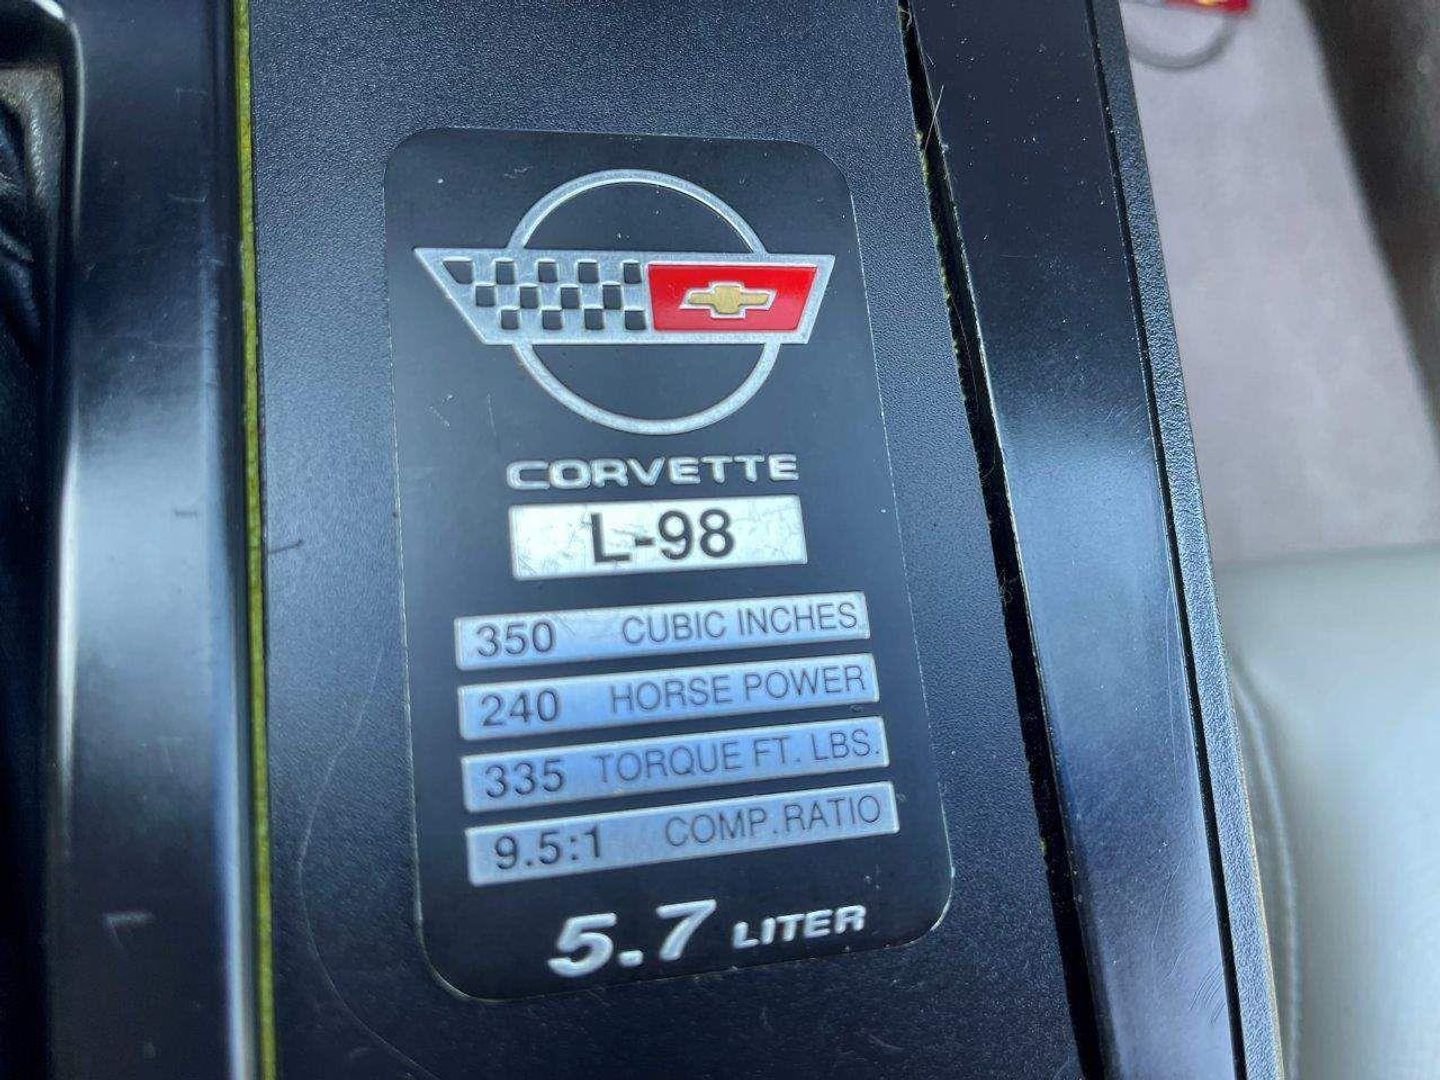 CORVETTE
L-98
350 CUBIC INCHES
240 HORSE POWER
335 TORQUE FT. LBS.
9.5:1 COMP. RATIO
5.7 LITER